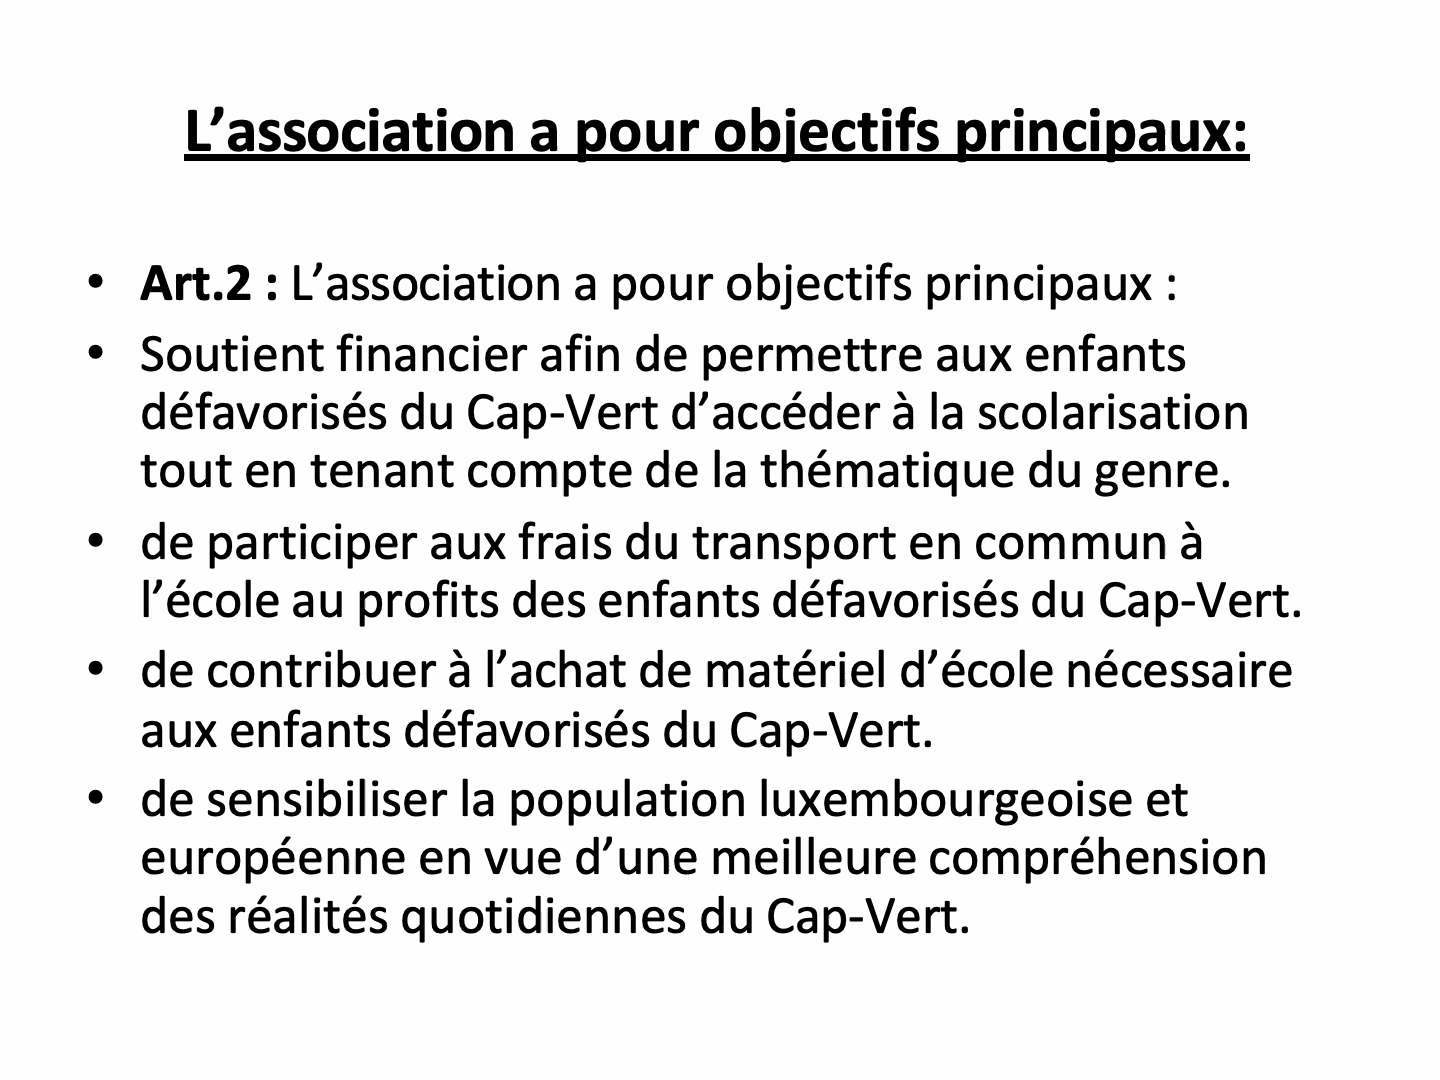 L’association a pour objectifs principaux:
• Art.2 : L’association a pour objectifs principaux :
• Soutient financier afin de permettre aux enfants
défavorisés du Cap-Vert d’accéder à la scolarisation
tout en tenant compte de la thématique du genre.
• de participer aux frais du transport en commun à
l’école au profits des enfants défavorisés du Cap-Vert.
• de contribuer à l’achat de matériel d’école nécessaire
aux enfants défavorisés du Cap-Vert.
• de sensibiliser la population luxembourgeoise et
européenne en vue d’une meilleure compréhension
des réalités quotidiennes du Cap-Vert.